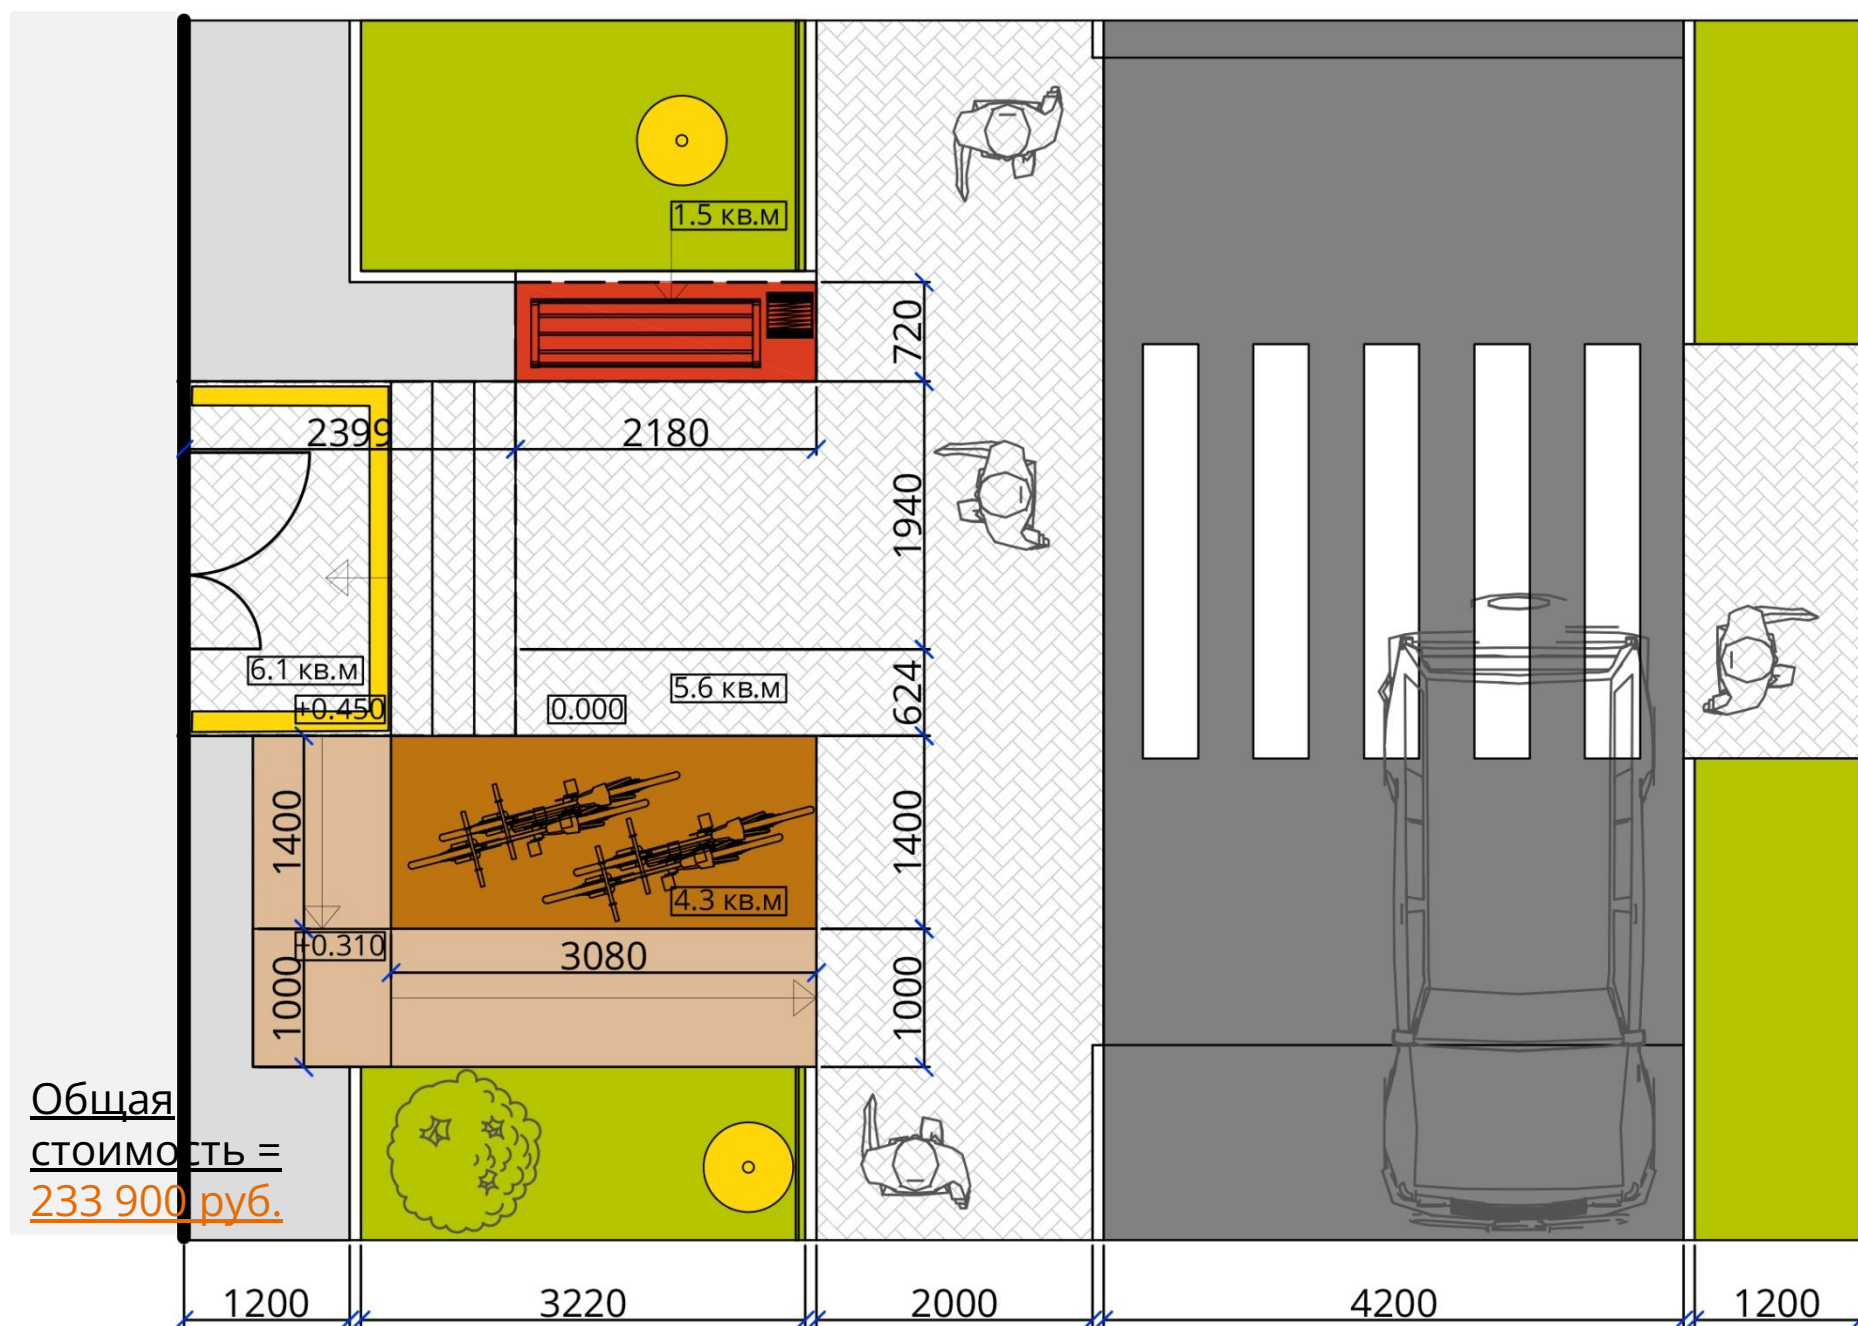 1.5 кв.м
720
2399
2180
1940
6.1 кв.м
+0.450
0.000
5.6 кв.м
624
1400
1400
4.3 кв.м
+0.310
3080
1000
1000
Общая
стоимость =
233 900 руб.
1200
3220
2000
4200
1200